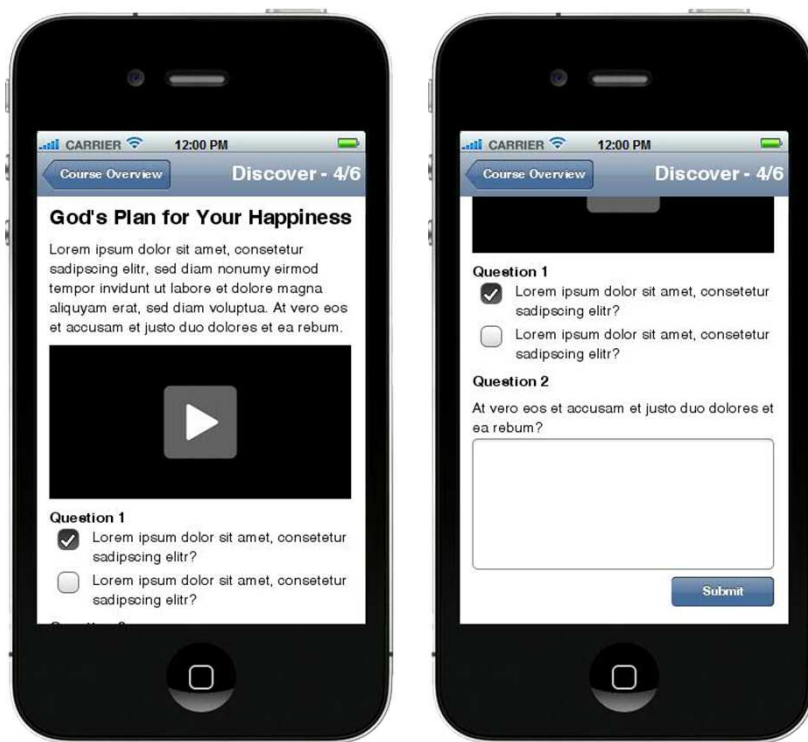 CARRIER 12:00 PM
Course Overview Discover - 4/6
God's Plan for Your Happiness
Lorem ipsum dolor sit amet, consetetur
sadipscing elitr, sed diam nonumy eirmod
tempor invidunt ut labore et dolore magna
aliquyam erat, sed diam voluptua. At vero eos
et accusam et justo duo dolores et ea rebum.
Question 1
Lorem ipsum dolor sit amet, consetetur
sadipscing elitr?
Lorem ipsum dolor sit amet, consetetur
sadipscing elitr?
CARRIER 12:00 PM
Course Overview Discover - 4/6
Question 1
Lorem ipsum dolor sit amet, consetetur
sadipscing elitr?
Lorem ipsum dolor sit amet, consetetur
sadipscing elitr?
Question 2
At vero eos et accusam et justo duo dolores et
ea rebum?
Submit